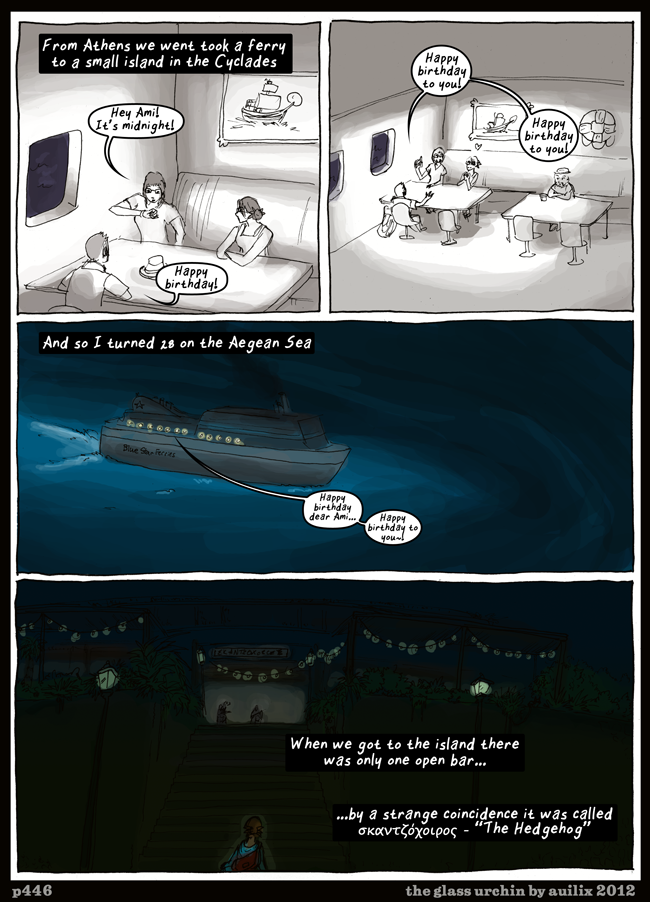 From Athens we went took a ferry
to a small island in the Cyclades
Hey Ami!
It's midnight!
Happy
birthday!
Happy
birthday
to you!
Happy
birthday
to you!
And so I turned 28 on the Aegean Sea
Blue Star Ferries
Happy
birthday
dear Ami...
Happy
birthday to
you~!
When we got to the island there
was only one open bar...
...by a strange coincidence it was called
σκαντζόχοιρος - "The Hedgehog"
p446
the glass urchin by auilix 2012